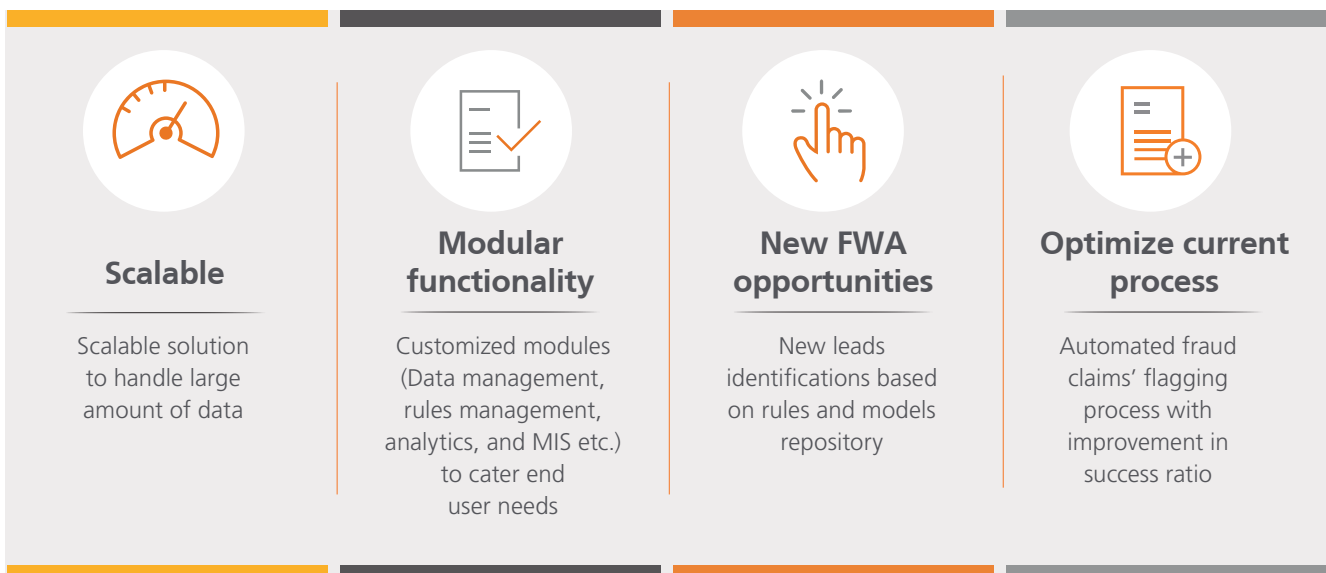 Scalable
Scalable solution
to handle large
amount of data
Modular
functionality
Customized modules
(Data management,
rules management,
analytics, and MIS etc.)
to cater end
user needs
New FWA
opportunities
New leads
identifications based
on rules and models
repository
Optimize current
process
Automated fraud
claims’ flagging
process with
improvement in
success ratio